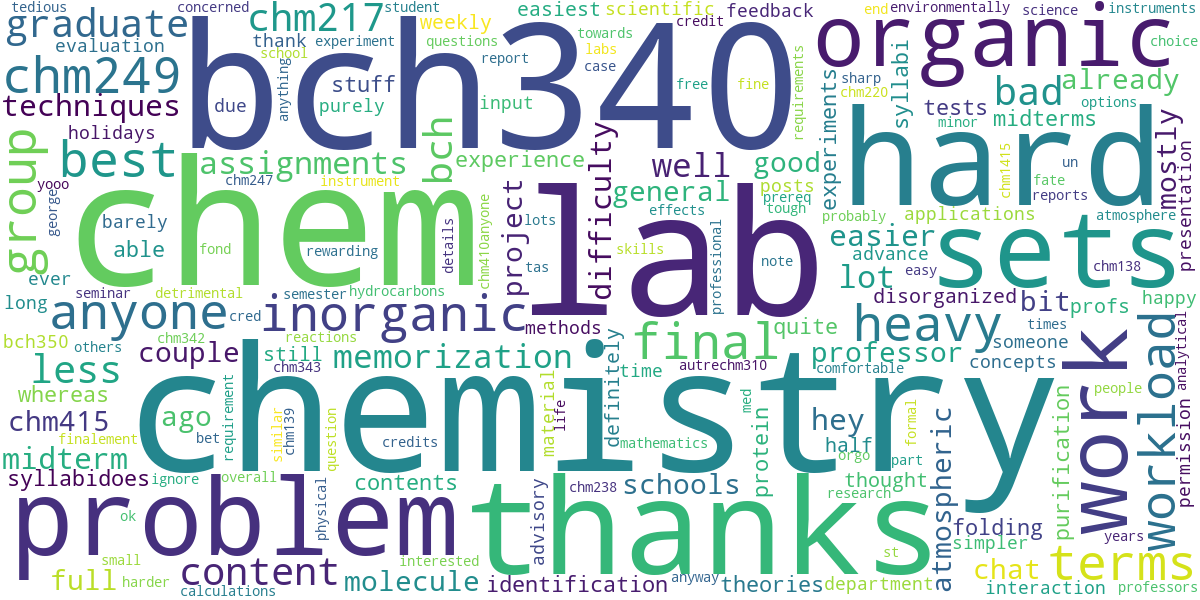 tedious
concerned
student
easiest
scientific
feedback
end
environmentally
science
instruments
graduate
chm217
weekly
credit
organic
choice
evaluation
thank
experiment
questions
towards
labs
school
report
case
bch340
chm249
stuff
anything
due
purely
input
free
fine
requirements
experiments
sharp
chm220
syllabi
bad
already
options
tests
midterms
minor
techniques
holidays
best
assignments
bch
experience
difficulty
well
good
hard
chm1415
un
fate
reports
mostly
presentation
group
yooo
george
chm247
instrument
chem
general
posts
prereq
tough
effects
probably
applications
atmosphere
barely
able
fond
rewarding
details
chm410anyone
project
lots
tas
lab
skills
professional
note
easier
advance
lot
easy
sets
chm138
ever
long
seminar
detrimental
semester
hydrocarbons
disorganized
bit
profs
happy
anyone
cred
inorganic
methods
final
quite
heavy
someone
times
concepts
work
workload
analytical
permission
bch350
others
chm342
reactions
couple
still
chm343
memorization
definitely
time
autrechm310
professor
comfortable
less
whereas
ago
requirement
chemistry
material
life
mathematics
med
protein
hey
half
formal
orgo
part
atmospheric
people
purification
chm415
finalement
bet
similar
chm139
question
credits
midterm
syllabidoes
ignore
overall
contents
advisory
chm238
schools
thought
research
problem
physical
thanks
folding
simpler
years
ok
small
content
interested
st
chat
terms
full
harder
calculations
molecule
identification
anyway
theories
department
interaction
professors